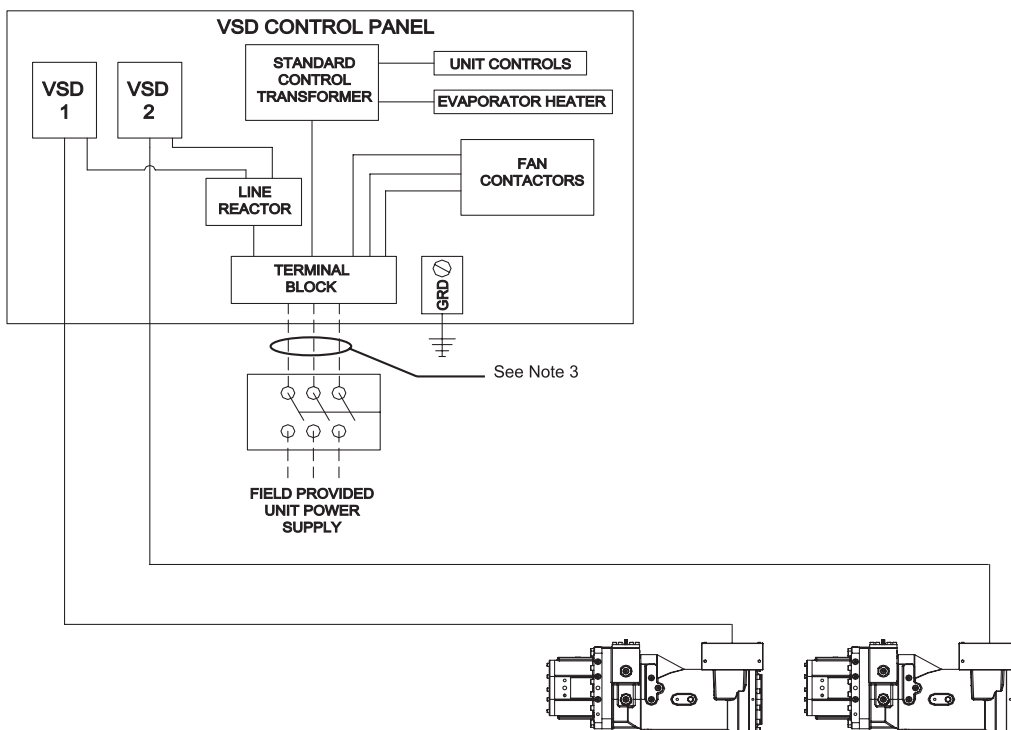 VSD CONTROL PANEL
VSD
1
VSD
2
STANDARD
CONTROL
TRANSFORMER
UNIT CONTROLS
EVAPORATOR HEATER
FAN
CONTACTORS
LINE
REACTOR
TERMINAL
BLOCK
GRD
See Note 3
FIELD PROVIDED
UNIT POWER
SUPPLY